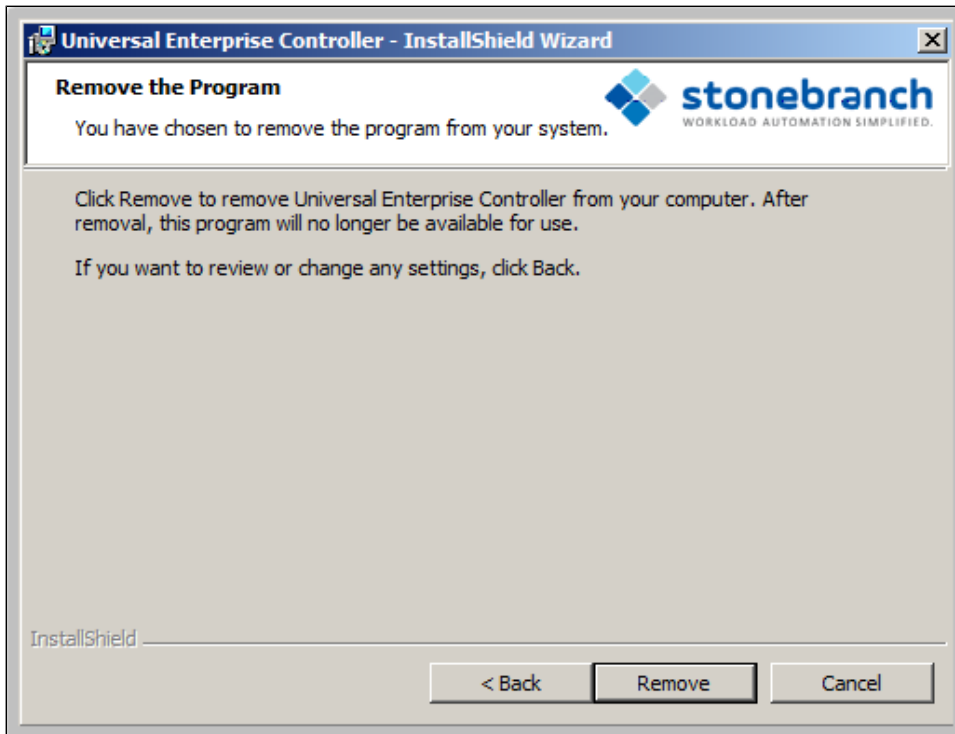 Universal Enterprise Controller - InstallShield Wizard
Remove the Program
You have chosen to remove the program from your system.
stonebranch
WORKLOAD AUTOMATION SIMPLIFIED.
Click Remove to remove Universal Enterprise Controller from your computer. After
removal, this program will no longer be available for use.
If you want to review or change any settings, click Back.
InstallShield
< Back
Remove
Cancel